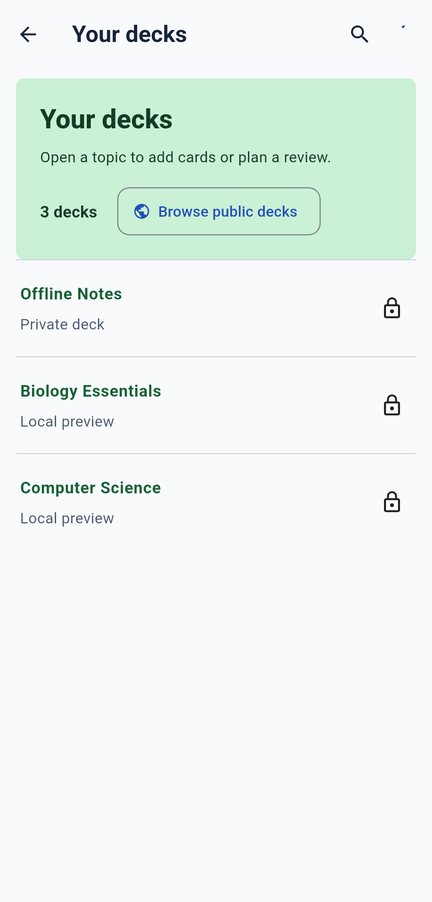 Your decks
Your decks
Open a topic to add cards or plan a review.
3 decks
Browse public decks
Offline Notes
Private deck
Biology Essentials
Local preview
Computer Science
Local preview